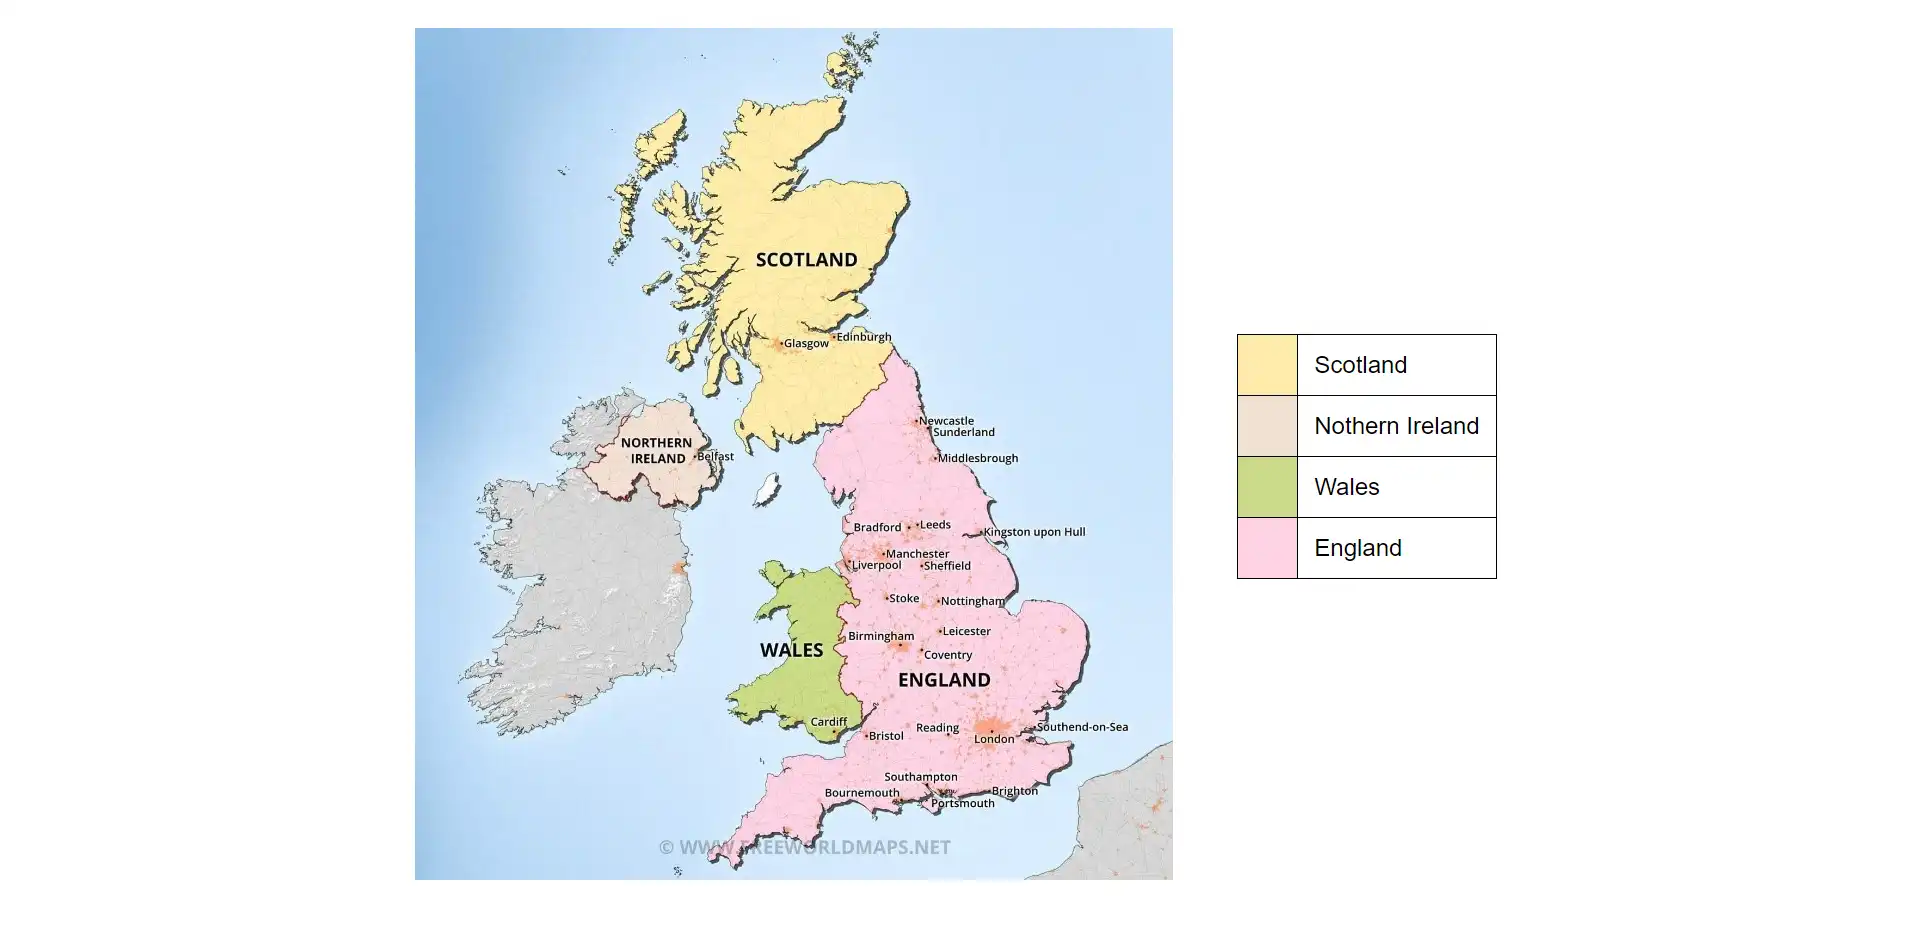 SCOTLAND
Edinburgh
Glasgow
Newcastle
Sunderland
NORTHERN
IRELAND
Belfast
Middlesbrough
Bradford
Leeds
Kingston upon Hull
Manchester
Liverpool
Sheffield
Stoke
Nottingham
Birmingham
Leicester
WALES
Coventry
ENGLAND
Cardiff
Bristol
Reading
London
Southend-on-Sea
Southampton
Bournemouth
Portsmouth
Brighton
© WWW.FREEWORLDMAPS.NET
Scotland
Nothern Ireland
Wales
England